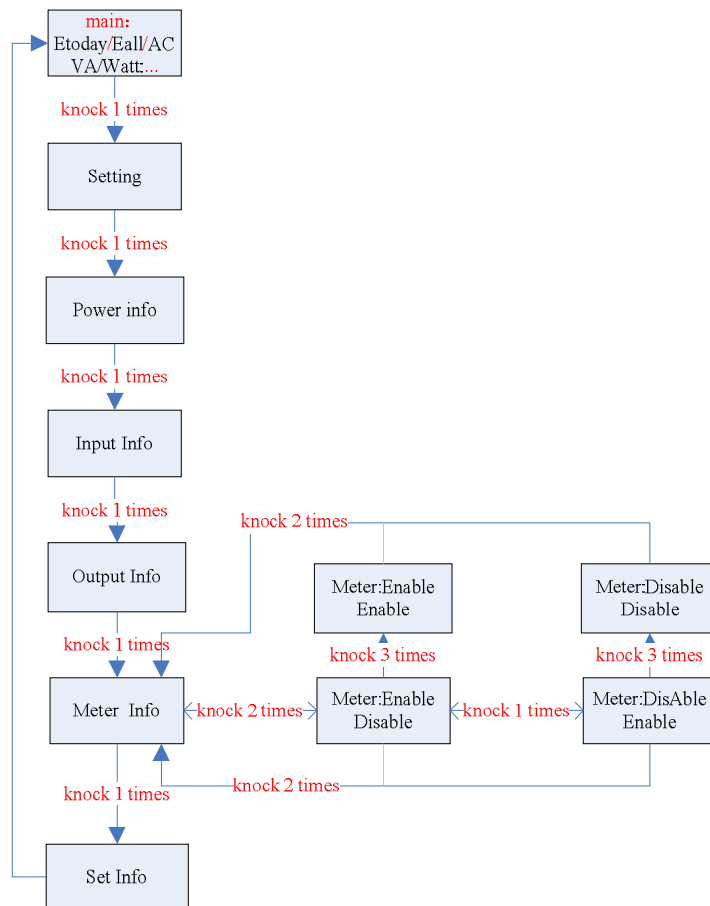 main:
Etoday/Eall/AC
VA/Watt:...
knock 1 times
Setting
knock 1 times
Power info
knock 1 times
Input Info
knock 1 times
knock 2 times
Output Info
Meter:Enable
Enable
Meter:Disable
Disable
knock 1 times
knock 3 times
knock 3 times
Meter Info
knock 2 times
Meter:Enable
Disable
knock 1 times
Meter:DisAble
Enable
knock 1 times
knock 2 times
Set Info